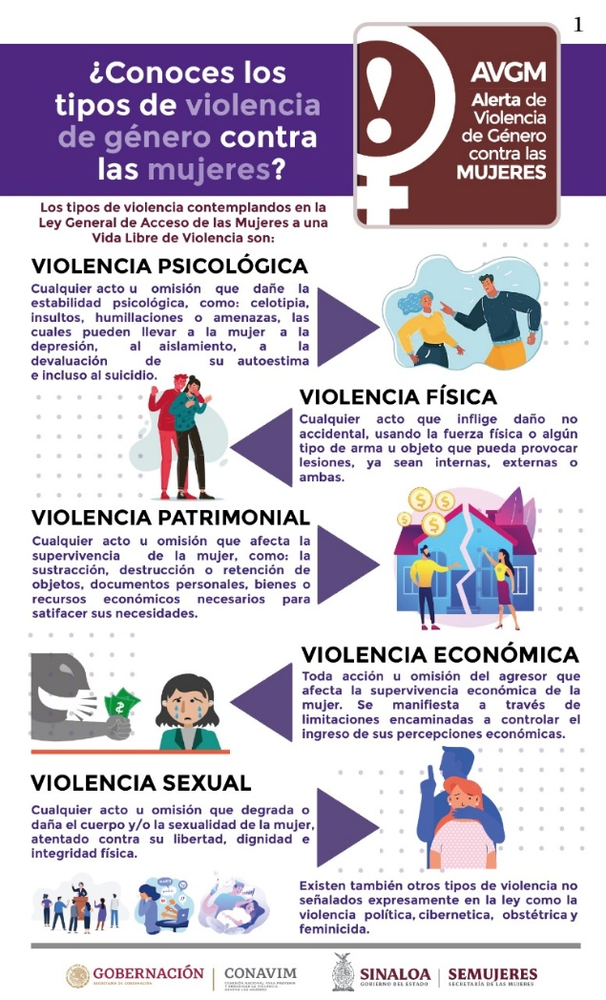 1
¿Conoces los
tipos de violencia
de género contra
las mujeres?
AVGM
Alerta de
Violencia
de Género
contra las
MUJERES
Los tipos de violencia contemplandos en la
Ley General de Acceso de las Mujeres a una
Vida Libre de Violencia son:
VIOLENCIA PSICOLÓGICA
Cualquier acto u omisión que dañe la
estabilidad psicológica, como: celotipia,
insultos, humillaciones o amenazas, las
cuales pueden llevar a la mujer a la
depresión, al aislamiento, a la
devaluación de su autoestima
e incluso al suicidio.
VIOLENCIA FÍSICA
Cualquier acto que inflige daño no
accidental, usando la fuerza física o algún
tipo de arma u objeto que pueda provocar
lesiones, ya sean internas, externas o
ambas.
VIOLENCIA PATRIMONIAL
Cualquier acto u omisión que afecta la
supervivencia de la mujer, como: la
sustracción, destrucción o retención de
objetos, documentos personales, bienes o
recursos económicos necesarios para
satifacer sus necesidades.
VIOLENCIA ECONÓMICA
Toda acción u omisión del agresor que
afecta la supervivencia económica de la
mujer. Se manifiesta a través de
limitaciones encaminadas a controlar el
ingreso de sus percepciones económicas.
VIOLENCIA SEXUAL
Cualquier acto u omisión que degrada o
daña el cuerpo y/o la sexualidad de la mujer,
atentado contra su libertad, dignidad e
integridad física.
Existen también otros tipos de violencia no
señalados expresamente en la ley como la
violencia política, cibernetica, obstétrica y
feminicida.
GOBERNACIÓN
SECRETARÍA DE GOBERNACIÓN
CONAVIM
COMISIÓN NACIONAL PARA PREVENIR
Y ERRADICAR LA VIOLENCIA
CONTRA LAS MUJERES
SINALOA
GOBIERNO DEL ESTADO
SEMUJERES
SECRETARÍA DE LAS MUJERES